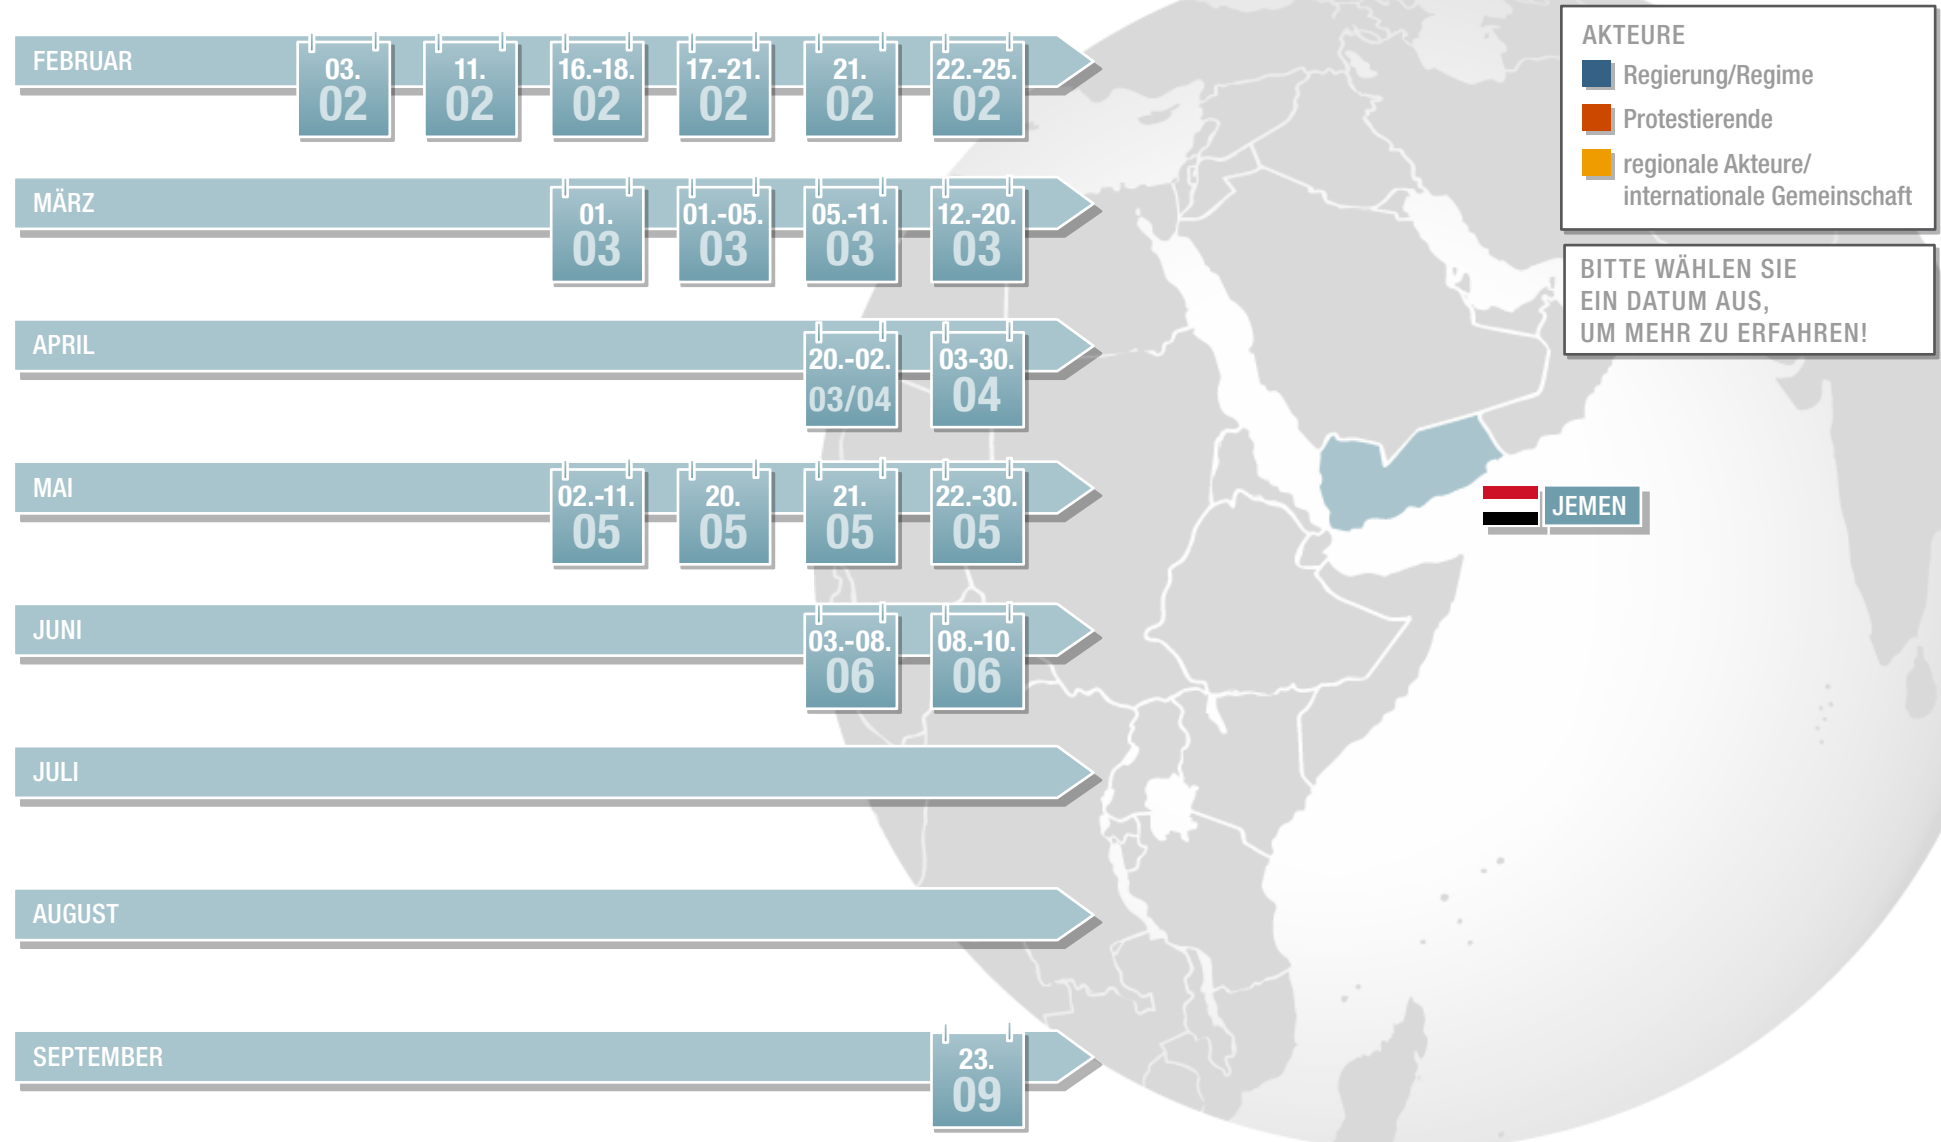 FEBRUAR
03.
02
11.
02
16.-18.
02
17.-21.
02
21.
02
22.-25.
02
MÄRZ
01.
03
01.-05.
03
05.-11.
03
12.-20.
03
APRIL
20.-02.
03/04
03-30.
04
MAI
02.-11.
05
20.
05
21.
05
22.-30.
05
JUNI
03.-08.
06
08.-10.
06
JULI
AUGUST
SEPTEMBER
23.
09
AKTEURE
Regierung/Regime
Protestierende
regionale Akteure/
internationale Gemeinschaft
BITTE WÄHLEN SIE
EIN DATUM AUS,
UM MEHR ZU ERFAHREN!
JEMEN